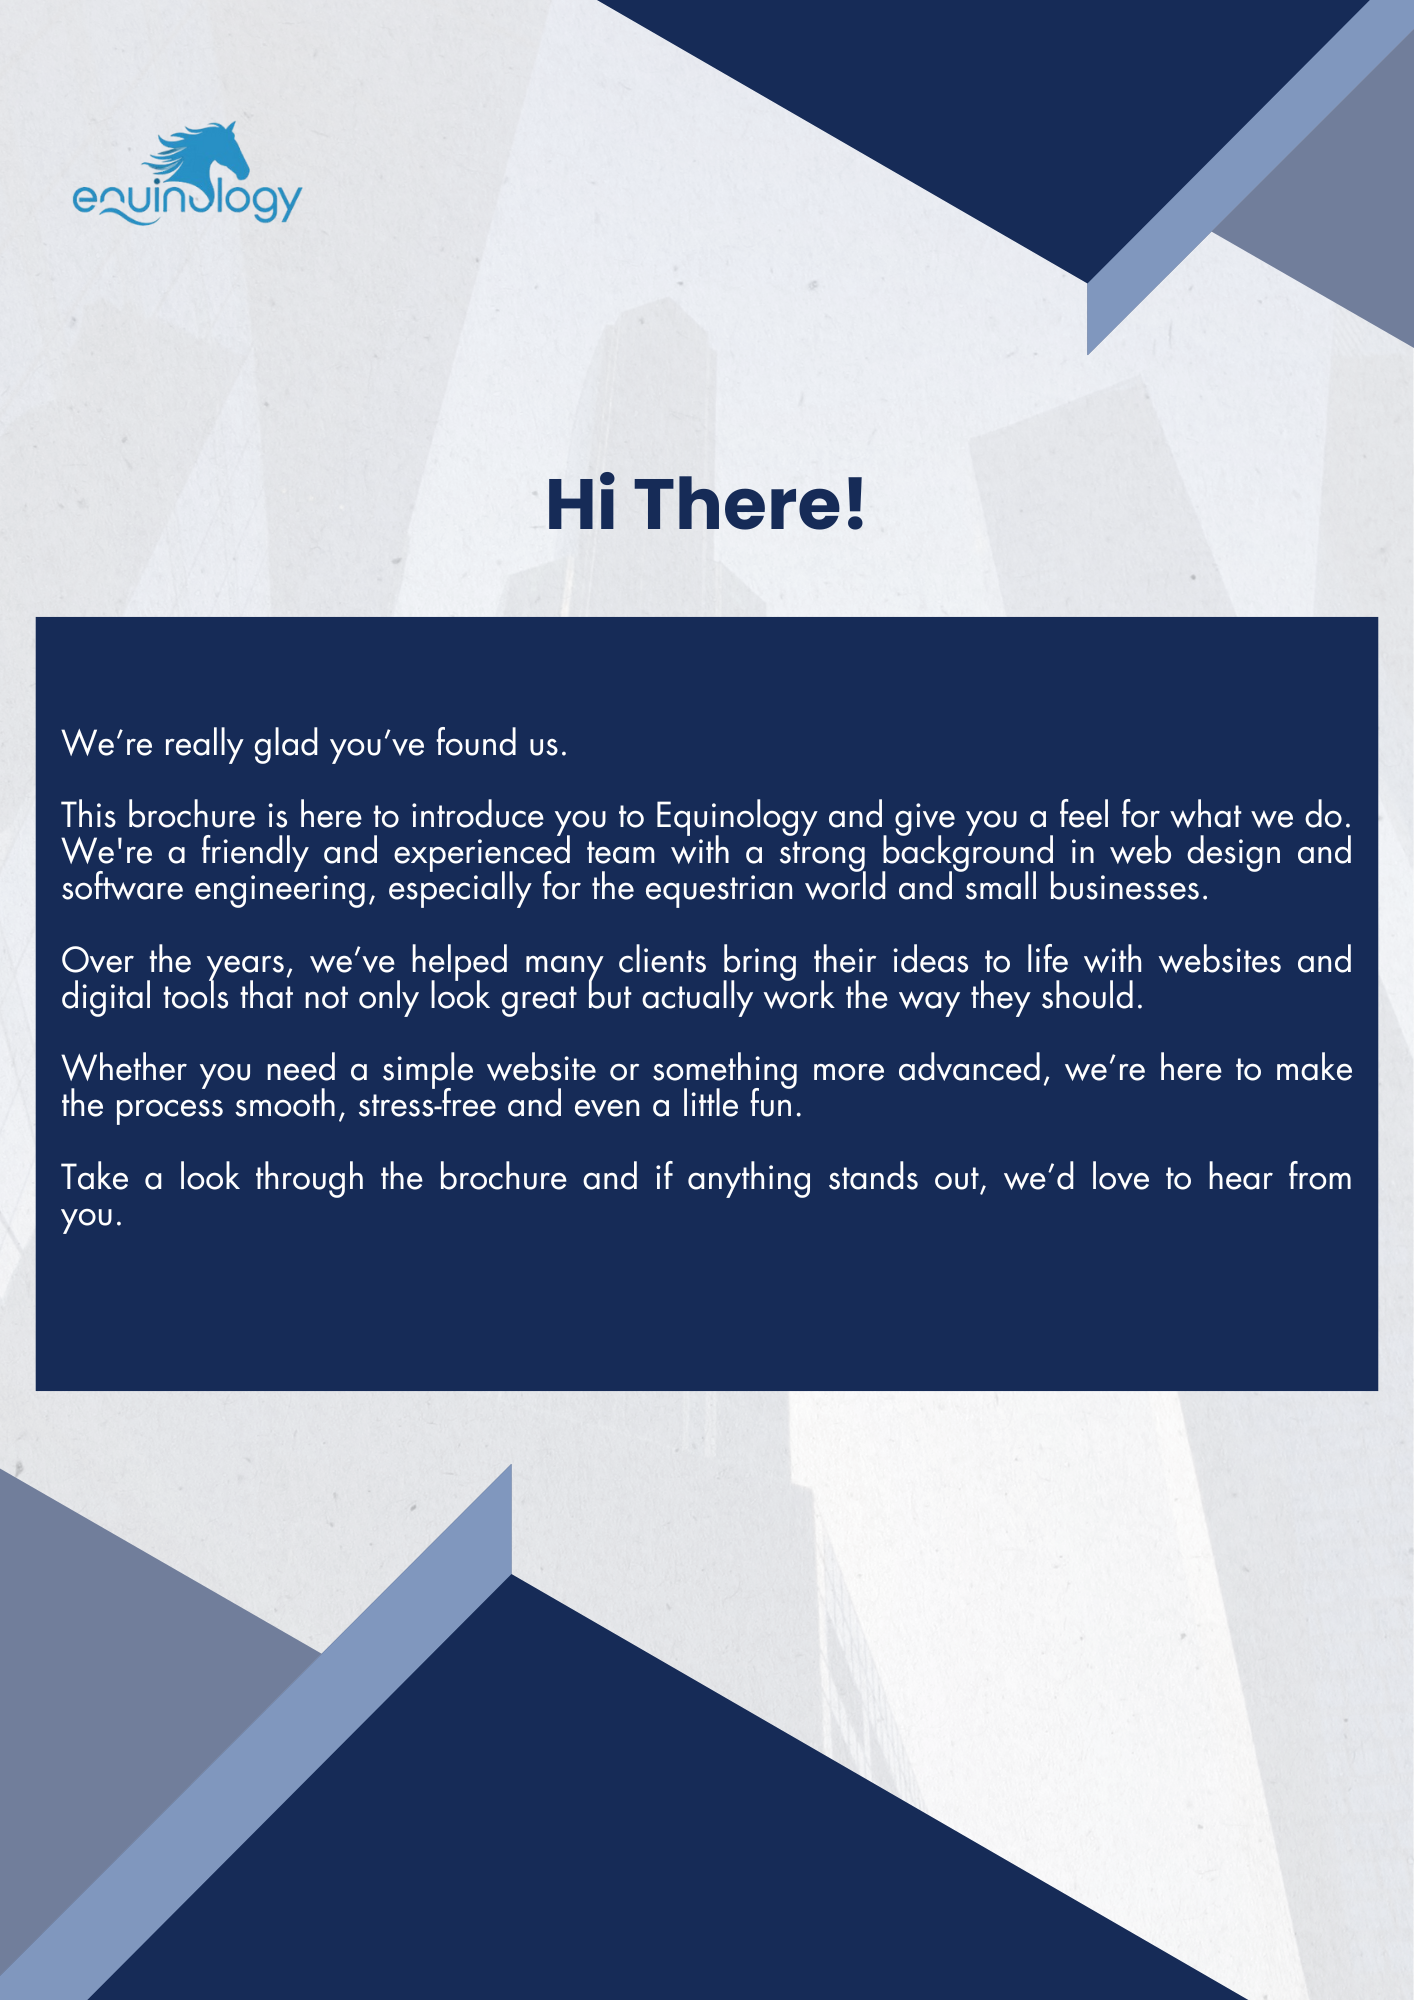 equinology
Hi There!
We’re really glad you’ve found us.
This brochure is here to introduce you to Equinology and give you a feel for what we do.
We're a friendly and experienced team with a strong background in web design and
software engineering, especially for the equestrian world and small businesses.
Over the years, we’ve helped many clients bring their ideas to life with websites and
digital tools that not only look great but actually work the way they should.
Whether you need a simple website or something more advanced, we’re here to make
the process smooth, stress-free and even a little fun.
Take a look through the brochure and if anything stands out, we’d love to hear from
you.